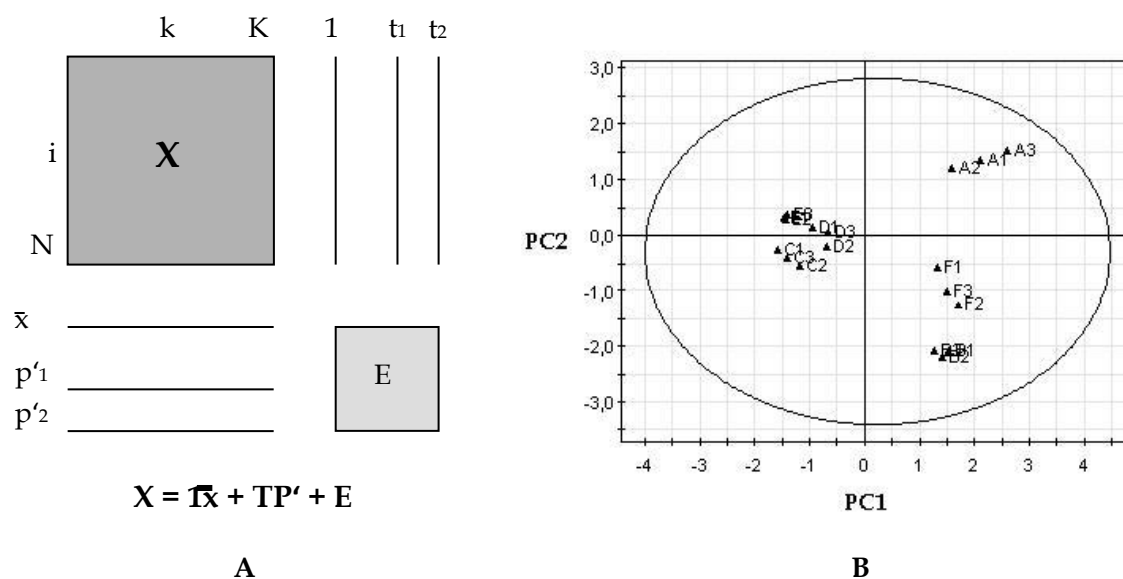 k K 1 t1 t2
X
i
N
x̄
p‘1
p‘2
E
X = 1x̄ + TP‘ + E
A
3,0
2,0
1,0
0,0
-1,0
-2,0
-3,0
PC2
A3
A1
A2
D1
D3
D2
C1
C3
C2
F1
F3
F2
B2
-4 -3 -2 -1 0 1 2 3 4
PC1
B